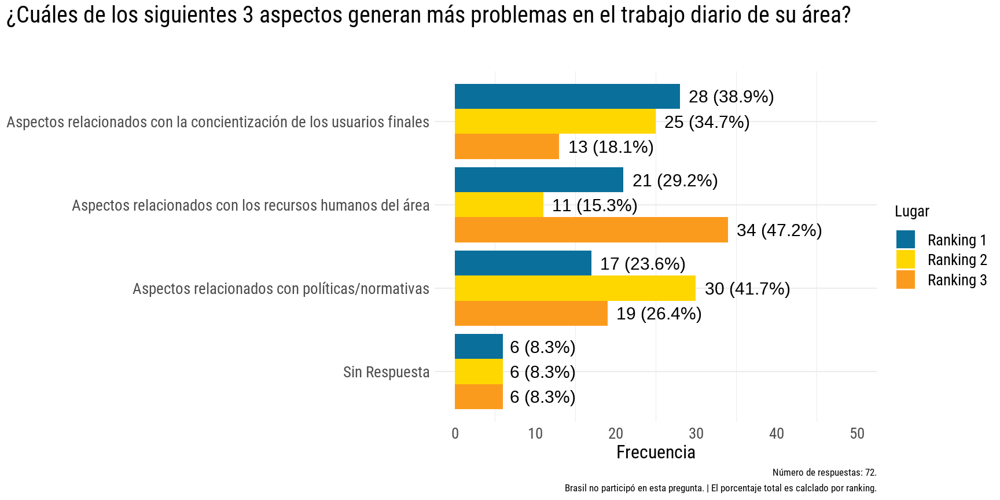 ¿Cuáles de los siguientes 3 aspectos generan más problemas en el trabajo diario de su área?
Aspectos relacionados con la concientización de los usuarios finales
28 (38.9%)
25 (34.7%)
13 (18.1%)
Aspectos relacionados con los recursos humanos del área
21 (29.2%)
11 (15.3%)
34 (47.2%)
Aspectos relacionados con políticas/normativas
17 (23.6%)
30 (41.7%)
19 (26.4%)
Sin Respuesta
6 (8.3%)
6 (8.3%)
6 (8.3%)
0 10 20 30 40 50
Frecuencia
Lugar
Ranking 1
Ranking 2
Ranking 3
Número de respuestas: 72.
Brasil no participó en esta pregunta. | El porcentaje total es calclado por ranking.